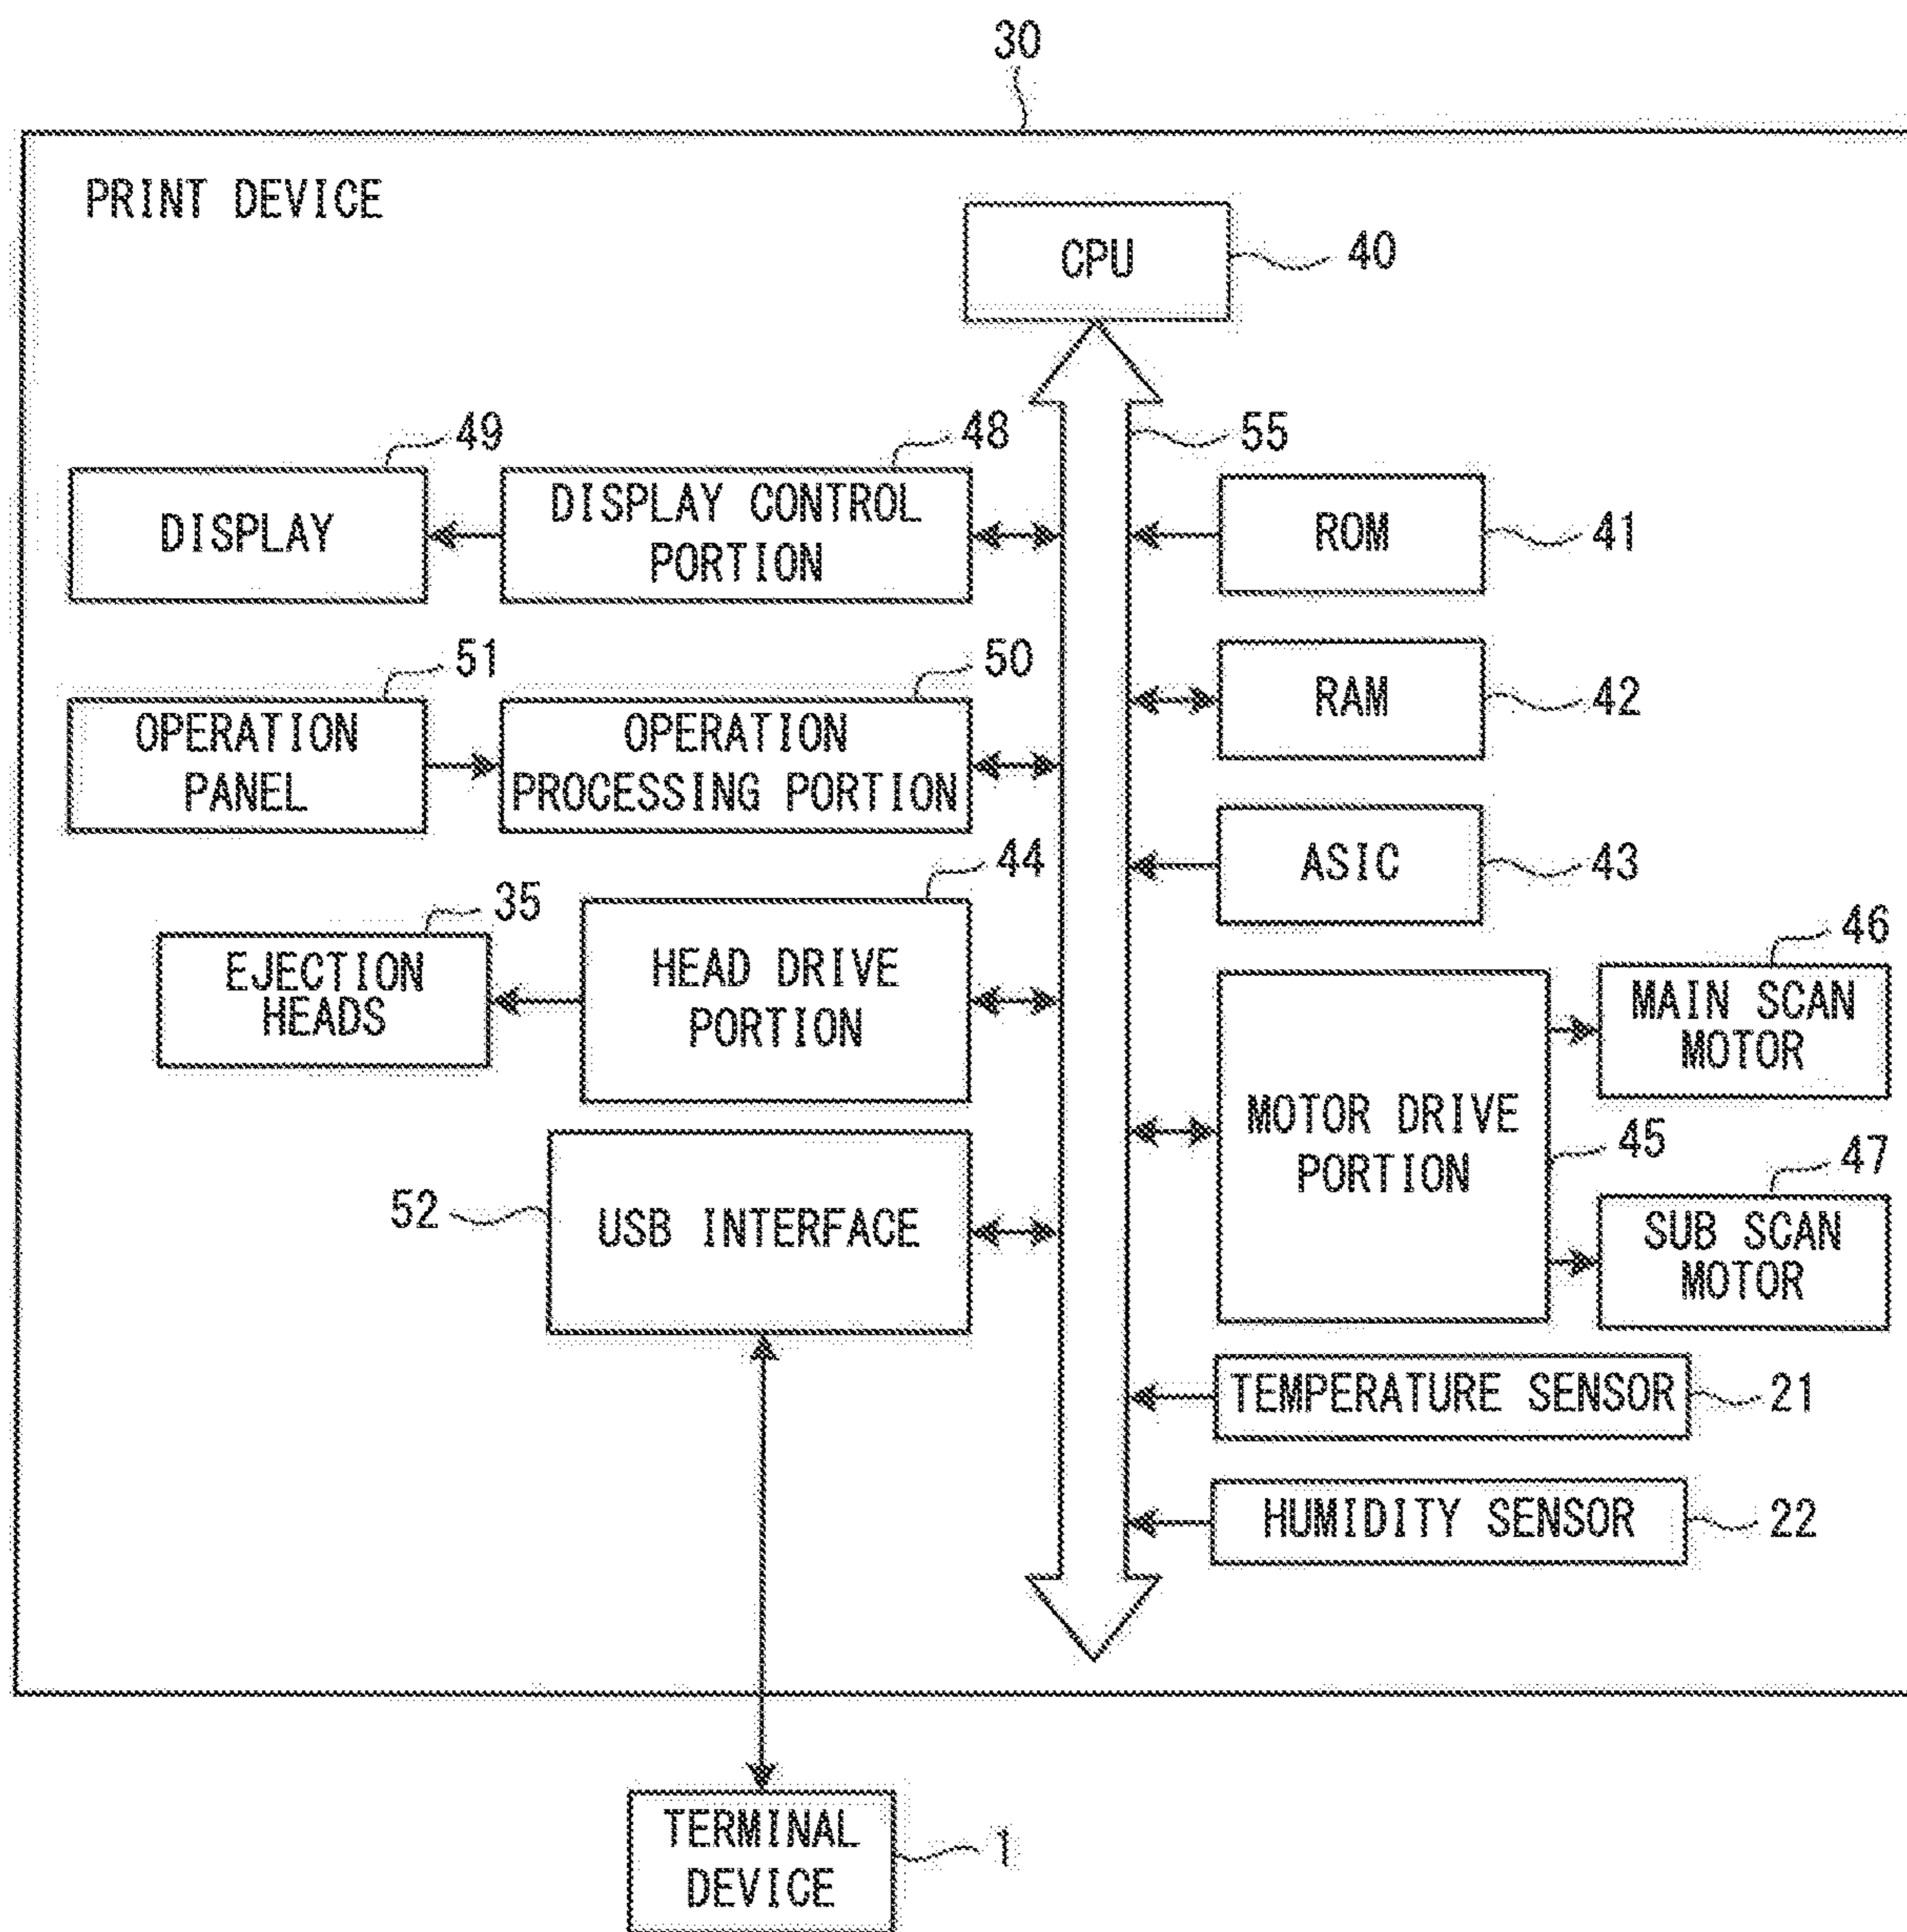 30
PRINT DEVICE
CPU
40
49
48
55
DISPLAY
DISPLAY CONTROL
PORTION
ROM
41
51
50
OPERATION
PANEL
OPERATION
PROCESSING PORTION
RAM
42
44
ASIC
43
35
EJECTION
HEADS
HEAD DRIVE
PORTION
46
MAIN SCAN
MOTOR
MOTOR DRIVE
PORTION
45
47
SUB SCAN
MOTOR
52
USB INTERFACE
TEMPERATURE SENSOR
21
HUMIDITY SENSOR
22
TERMINAL
DEVICE
1